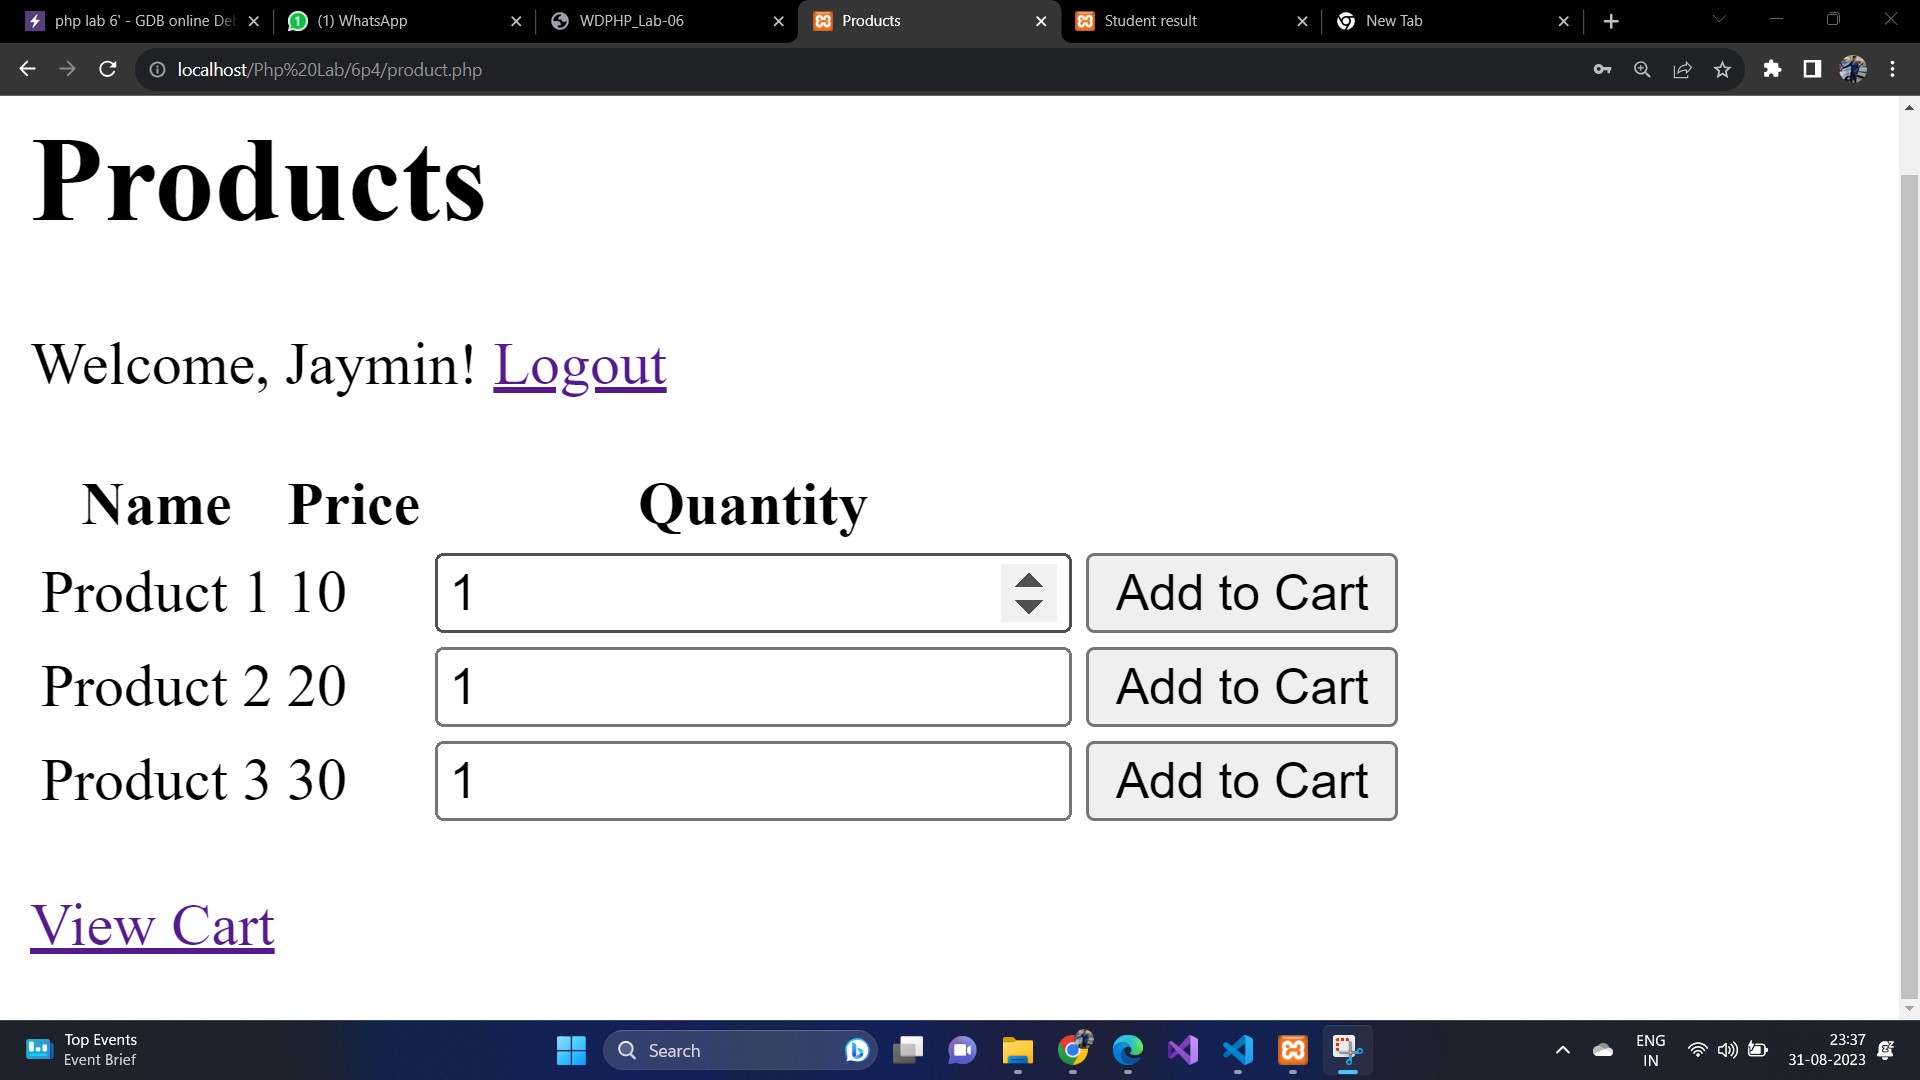 php lab 6' - GDB online De
(1) WhatsApp
WDPHP_Lab-06
Products
Student result
New Tab
localhost/Php%20Lab/6p4/product.php
Products
Welcome, Jaymin! Logout
Name Price Quantity
Product 1 10 1 Add to Cart
Product 2 20 1 Add to Cart
Product 3 30 1 Add to Cart
View Cart
Top Events
Event Brief
Search
ENG
IN
23:37
31-08-2023